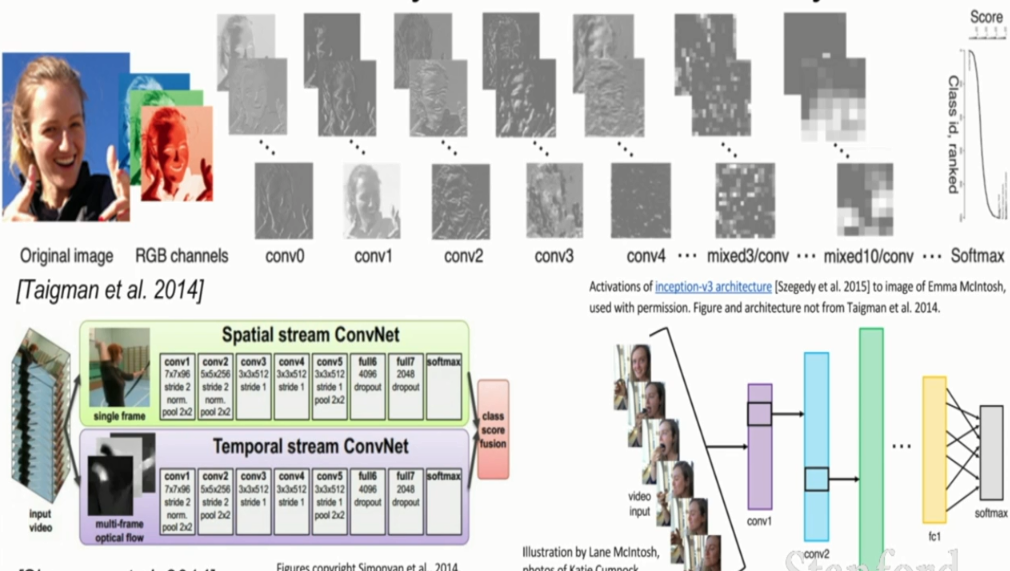 Score
Class id, ranked
Original image
RGB channels
conv0
conv1
conv2
conv3
conv4
... mixed3/conv ... mixed10/conv ... Softmax
[Taigman et al. 2014]
Activations of inception-v3 architecture [Szegedy et al. 2015] to image of Emma McIntosh,
used with permission. Figure and architecture not from Taigman et al. 2014.
Spatial stream ConvNet
single frame
conv1
7x7x96
stride 2
norm.
pool 2x2
conv2
5x5x256
stride 2
norm.
pool 2x2
conv3
3x3x512
stride 1
conv4
3x3x512
stride 1
conv5
3x3x512
stride 1
pool 2x2
full6
4096
dropout
full7
2048
dropout
softmax
Temporal stream ConvNet
multi-frame
optical flow
conv1
7x7x96
stride 2
norm.
pool 2x2
conv2
5x5x256
stride 2
pool 2x2
conv3
3x3x512
stride 1
conv4
3x3x512
stride 1
conv5
3x3x512
stride 1
pool 2x2
full6
4096
dropout
full7
2048
dropout
softmax
input
video
class
score
fusion
video
input
conv1
conv2
...
fc1
softmax
Illustration by Lane McIntosh,
photos of Katie Cumnock
Figures copyright Simonyan et al., 2014.
Stanford